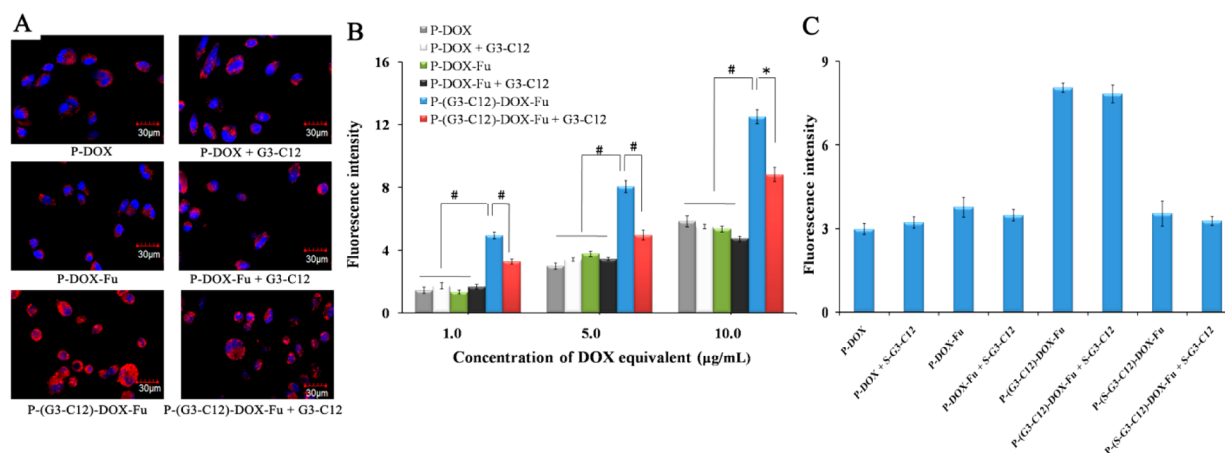 A
30μm
30μm
P-DOX
P-DOX + G3-C12
30μm
30μm
P-DOX-Fu
P-DOX-Fu + G3-C12
30μm
30μm
P-(G3-C12)-DOX-Fu
P-(G3-C12)-DOX-Fu + G3-C12
B
P-DOX
P-DOX + G3-C12
P-DOX-Fu
P-DOX-Fu + G3-C12
P-(G3-C12)-DOX-Fu
P-(G3-C12)-DOX-Fu + G3-C12
Fluorescence intensity
16
12
8
4
0
# #
# #
# *
1.0 5.0 10.0
Concentration of DOX equivalent (μg/mL)
C
Fluorescence intensity
9
6
3
0
P-DOX
P-DOX + S-G3-C12
P-DOX-Fu
P-DOX-Fu + S-G3-C12
P-(G3-C12)-DOX-Fu
P-(G3-C12)-DOX-Fu + S-G3-C12
P-(S-G3-C12)-DOX-Fu
P-(S-G3-C12)-DOX-Fu + S-G3-C12